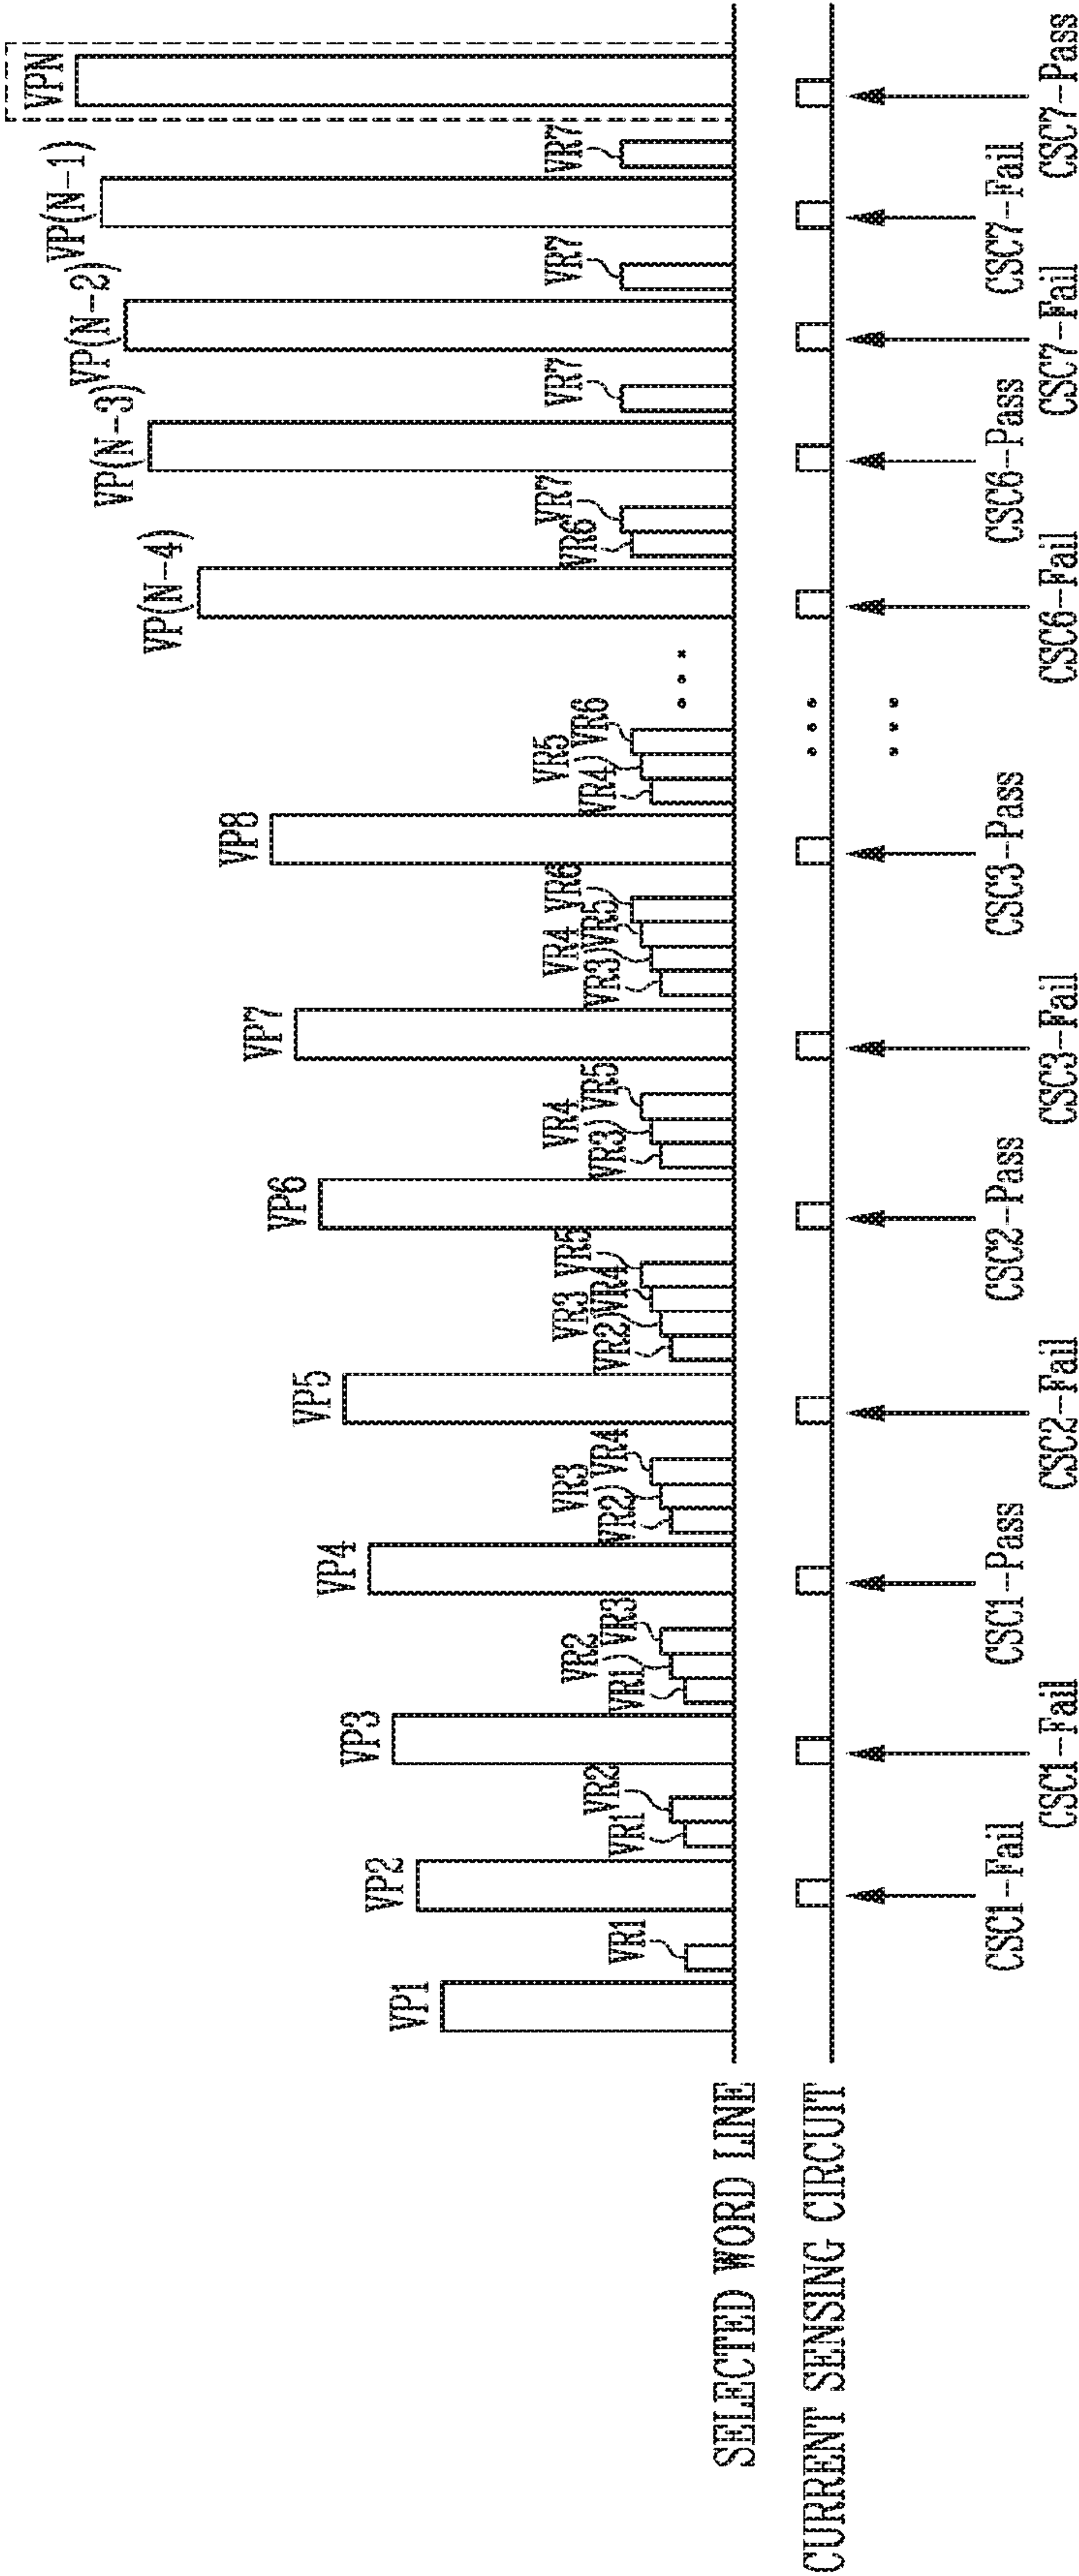 VP1
VR1
VP2
VR1
VR2
VP3
VR1
VR2
VR3
VP4
VR2
VR3
VR4
VP5
VR2
VR3
VR4
VR5
VP6
VR3
VR4
VR5
VP7
VR3
VR4
VR5
VR6
VP8
VR4
VR5
VR6
VP(N-4)
VR6
VR7
VP(N-3)
VR7
VP(N-2)
VR7
VP(N-1)
VR7
VPN
SELECTED WORD LINE
CURRENT SENSING CIRCUIT
CSC1-Fail
CSC1-Fail
CSC1-Pass
CSC2-Fail
CSC2-Pass
CSC3-Fail
CSC3-Pass
CSC6-Fail
CSC6-Pass
CSC7-Fail
CSC7-Fail
CSC7-Pass